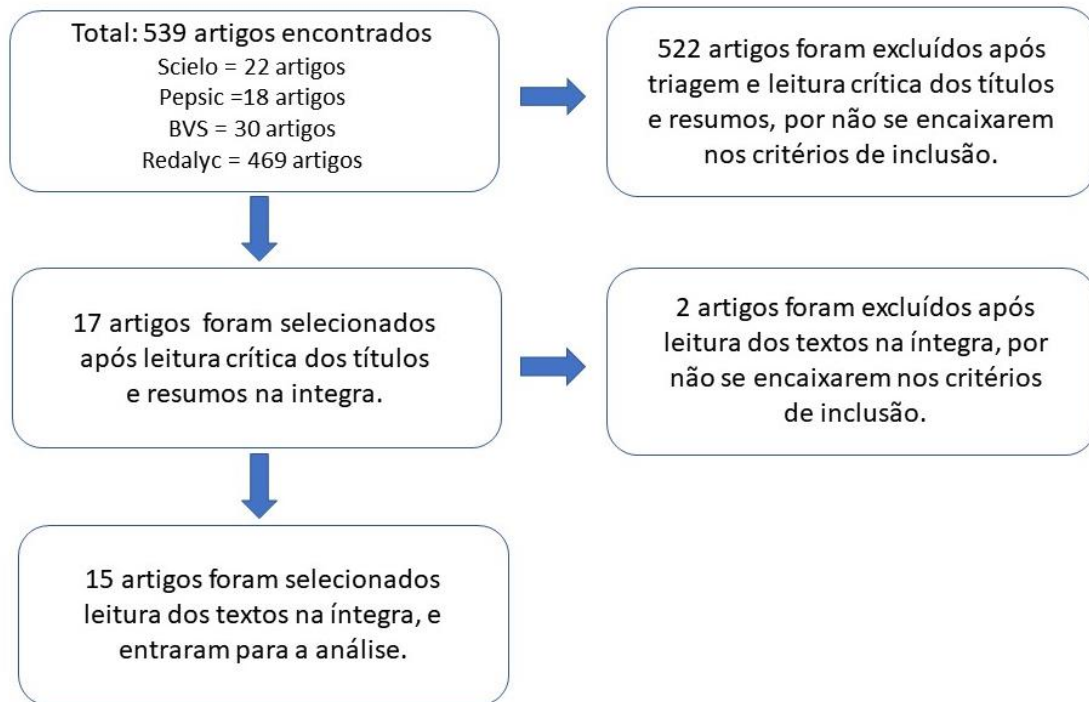 Total: 539 artigos encontrados
Scielo = 22 artigos
Pepsic =18 artigos
BVS = 30 artigos
Redalyc = 469 artigos
522 artigos foram excluídos após
triagem e leitura crítica dos títulos
e resumos, por não se encaixarem
nos critérios de inclusão.
17 artigos foram selecionados
após leitura crítica dos títulos
e resumos na integra.
2 artigos foram excluídos após
leitura dos textos na íntegra, por
não se encaixarem nos critérios
de inclusão.
15 artigos foram selecionados
leitura dos textos na íntegra, e
entraram para a análise.